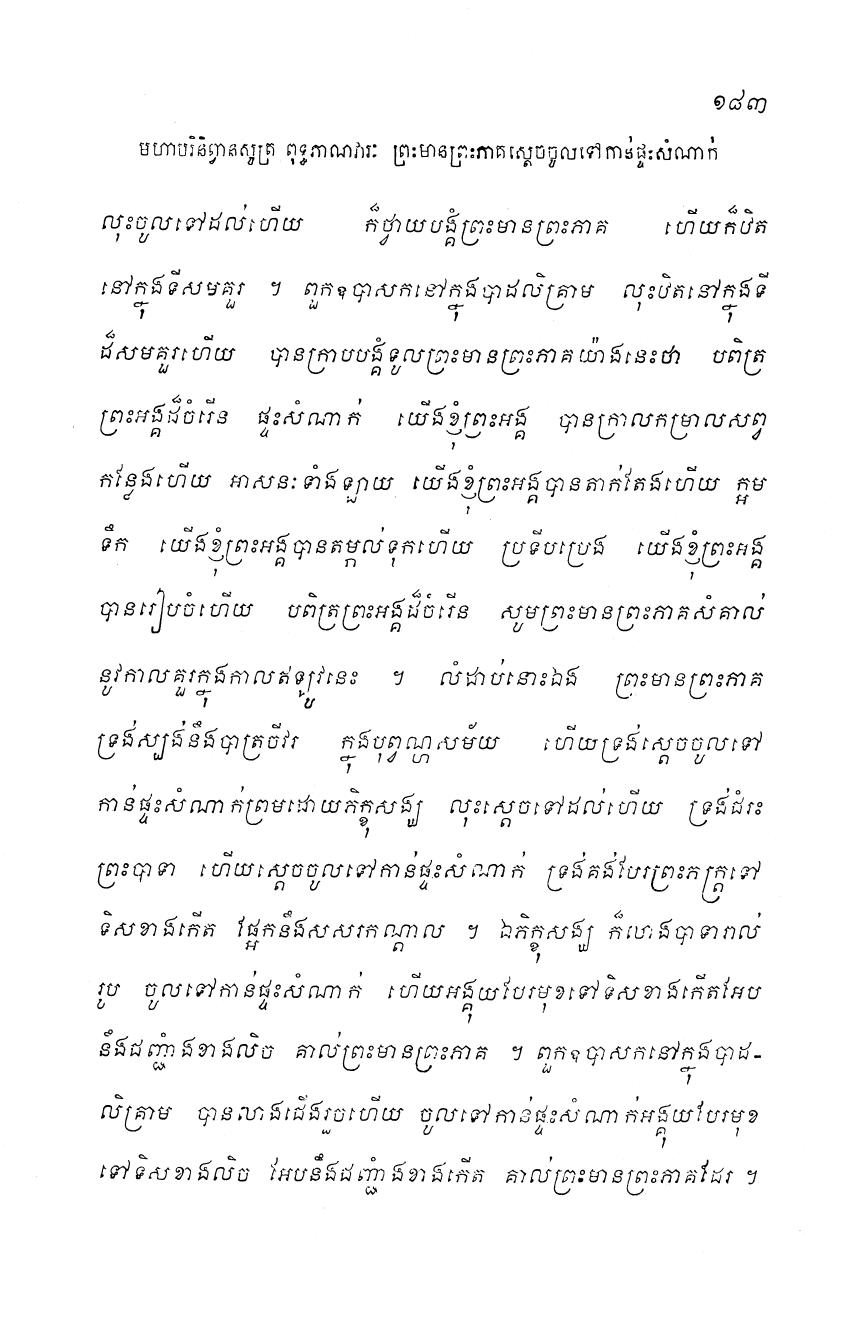 ១៨៣
មហាបរិនិព្វានសូត្រ ពុទ្ធភាណវារៈ ព្រះមានព្រះភាគស្តេចចូលទៅកាន់ផ្ទះសំណាក់
លុះចូលទៅដល់ហើយ ក៏ថ្វាយបង្គំព្រះមានព្រះភាគ ហើយក៏ឋិត
នៅក្នុងទីសមគួរ ។ ពួកឧបាសកនៅក្នុងបាដលិគ្រាម លុះឋិតនៅក្នុងទី
ដ៏សមគួរហើយ បានក្រាបបង្គំទូលព្រះមានព្រះភាគយ៉ាងនេះថា បពិត្រ
ព្រះអង្គដ៏ចំរើន ផ្ទះសំណាក់ យើងខ្ញុំព្រះអង្គ បានក្រាលកម្រាលសព្វ
កន្លែងហើយ អាសនៈទាំងឡាយ យើងខ្ញុំព្រះអង្គបានតាក់តែងហើយ ក្អម
ទឹក យើងខ្ញុំព្រះអង្គបានតម្កល់ទុកហើយ ប្រទីបប្រេង យើងខ្ញុំព្រះអង្គ
បានរៀបចំហើយ បពិត្រព្រះអង្គដ៏ចំរើន សូមព្រះមានព្រះភាគសំគាល់
នូវកាលគួរក្នុងកាលឥឡូវនេះ ។ លំដាប់នោះឯង ព្រះមានព្រះភាគ
ទ្រង់ស្បង់នឹងបាត្រចីវរ ក្នុងបុព្វណ្ហសម័យ ហើយទ្រង់ស្តេចចូលទៅ
កាន់ផ្ទះសំណាក់ព្រមដោយភិក្ខុសង្ឃ លុះស្តេចទៅដល់ហើយ ទ្រង់ជំរះ
ព្រះបាទា ហើយស្តេចចូលទៅកាន់ផ្ទះសំណាក់ ទ្រង់គង់បែរព្រះភក្ត្រទៅ
ទិសខាងកើត ផ្អែកនឹងសសរកណ្តាល ។ ឯភិក្ខុសង្ឃ ក៏លាងបាទារាល់
រូប ចូលទៅកាន់ផ្ទះសំណាក់ ហើយអង្គុយបែរមុខទៅទិសខាងកើតអែប
នឹងជញ្ជាំងខាងលិច គាល់ព្រះមានព្រះភាគ ។ ពួកឧបាសកនៅក្នុងបាដ-
លិគ្រាម បានលាងជើងរួចហើយ ចូលទៅកាន់ផ្ទះសំណាក់អង្គុយបែរមុខ
ទៅទិសខាងលិច អែបនឹងជញ្ជាំងខាងកើត គាល់ព្រះមានព្រះភាគដែរ ។